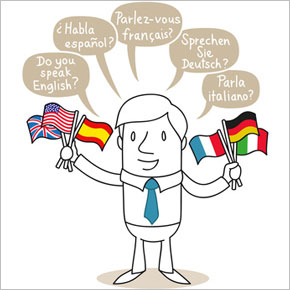 Do you
speak
English?
¿Habla
español?
Parlez-vous
français?
Sprechen
Sie
Deutsch?
Parla
italiano?